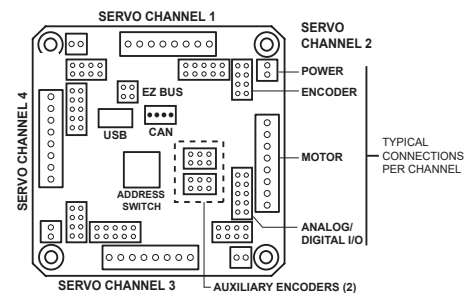 SERVO CHANNEL 1
SERVO
CHANNEL 2
POWER
ENCODER
EZ BUS
USB
CAN
SERVO CHANNEL 4
MOTOR
TYPICAL
CONNECTIONS
PER CHANNEL
ADDRESS
SWITCH
ANALOG/
DIGITAL I/O
SERVO CHANNEL 3
AUXILIARY ENCODERS (2)